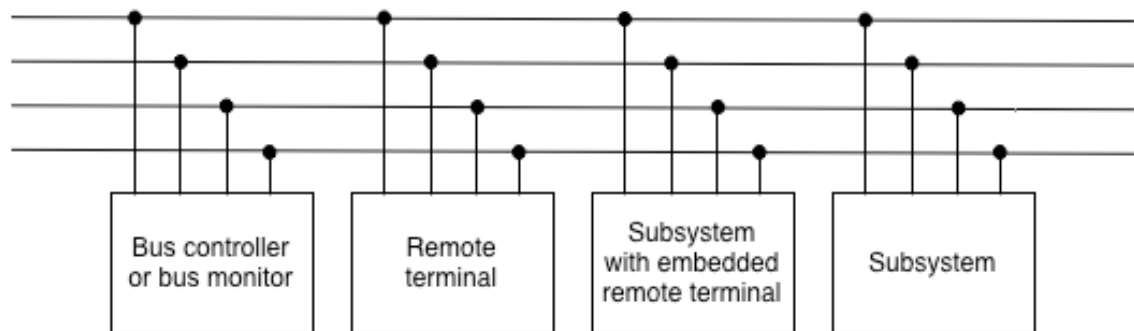 Bus controller
or bus monitor
Remote
terminal
Subsystem
with embedded
remote terminal
Subsystem